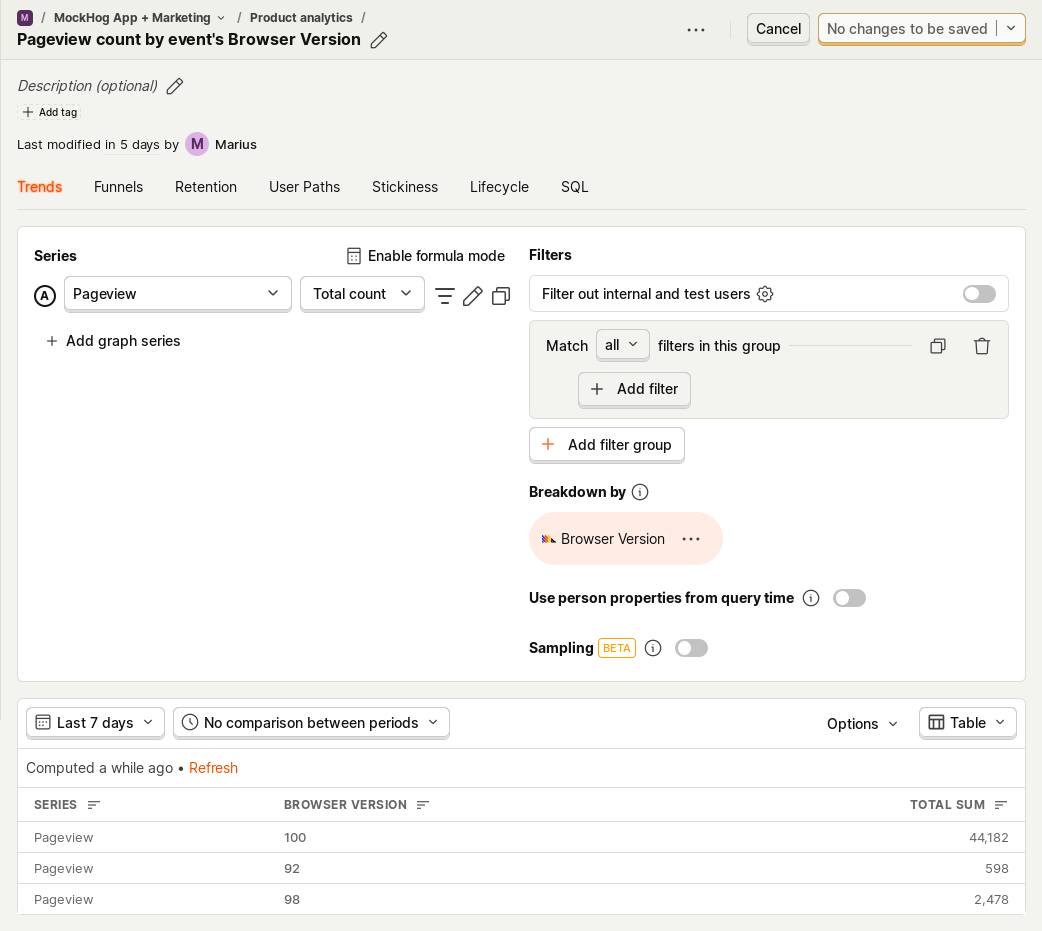 M / MockHog App + Marketing / Product analytics /
Pageview count by event's Browser Version
Cancel
No changes to be saved
Description (optional)
Add tag
Last modified in 5 days by M Marius
Trends Funnels Retention User Paths Stickiness Lifecycle SQL
Series
Enable formula mode
A Pageview Total count
Add graph series
Filters
Filter out internal and test users
Match all filters in this group
Add filter
Add filter group
Breakdown by
Browser Version
Use person properties from query time
Sampling BETA
Last 7 days No comparison between periods Options Table
Computed a while ago • Refresh
SERIES BROWSER VERSION TOTAL SUM
Pageview 100 44,182
Pageview 92 598
Pageview 98 2,478